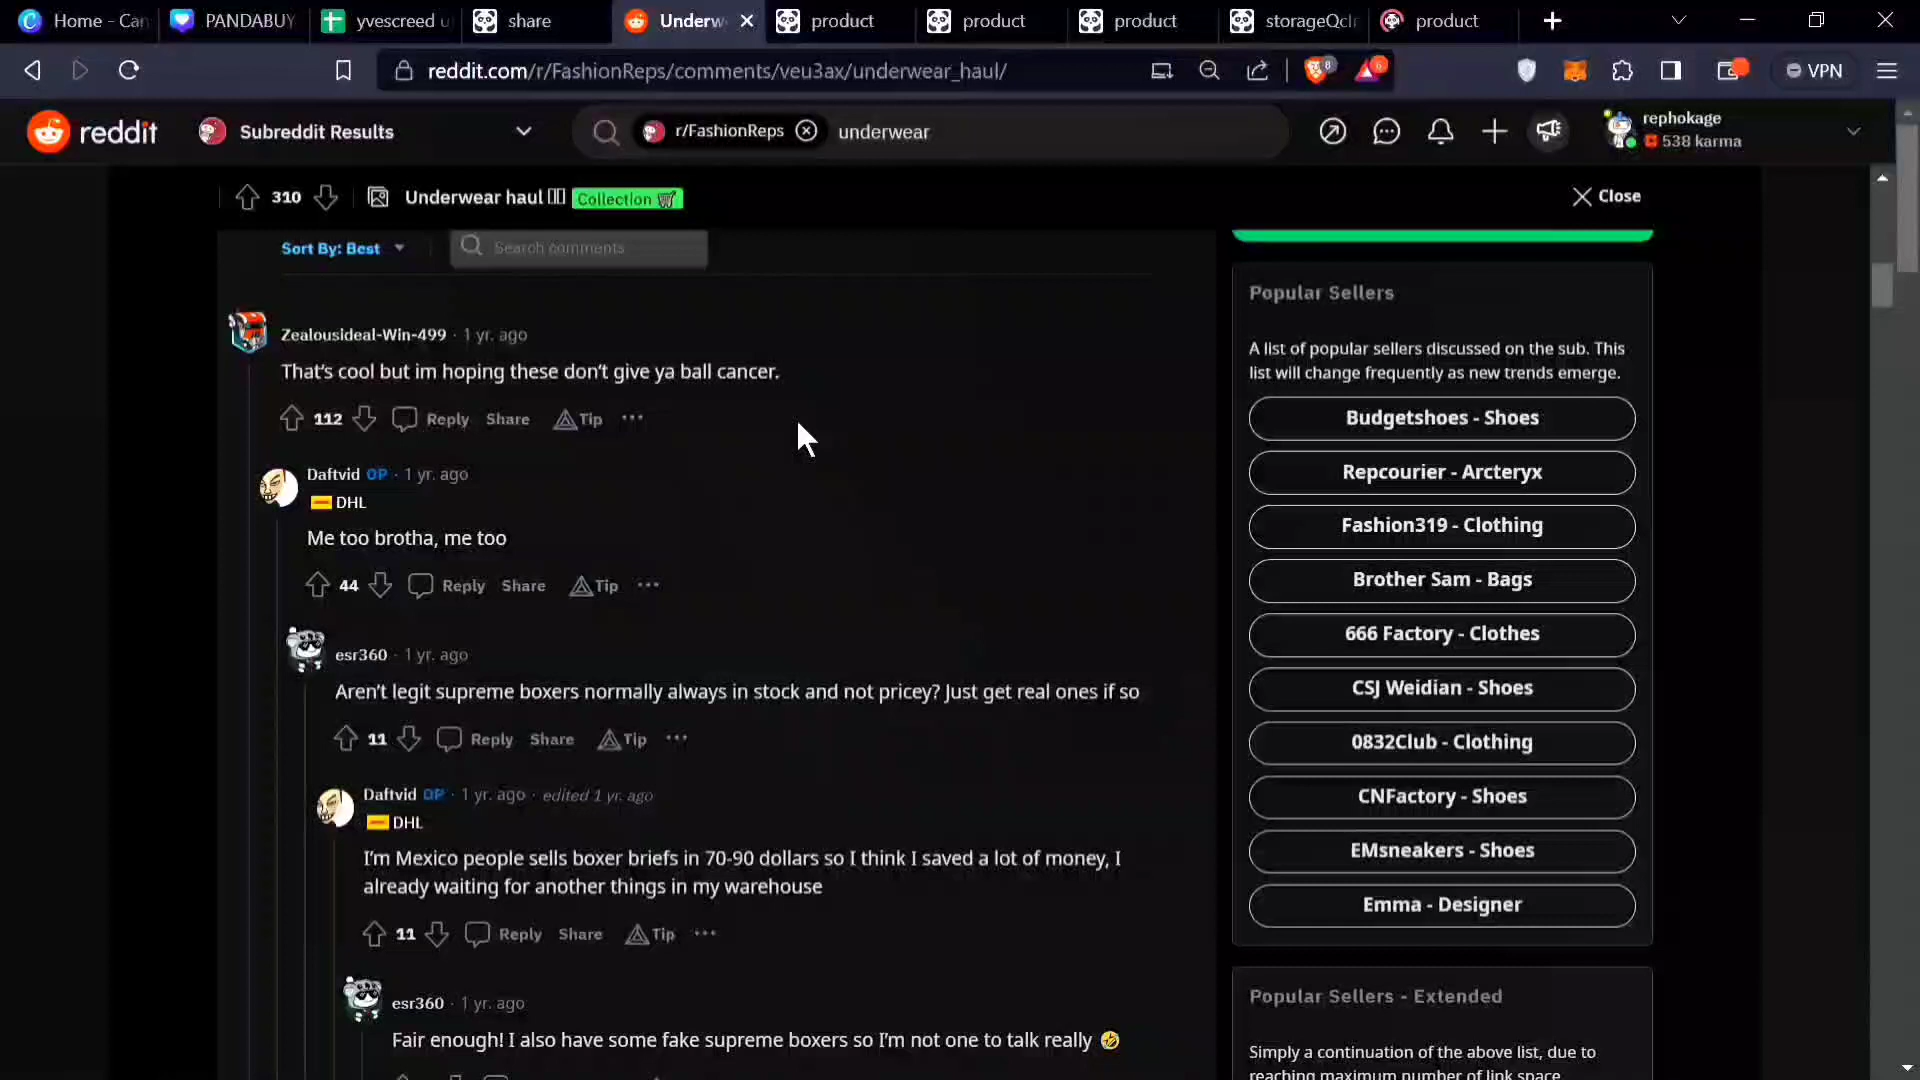 Home - Can
PANDABUY
yvescreed u
share
Underw
product
product
product
storageQcIr
product
reddit.com/r/FashionReps/comments/veu3ax/underwear_haul/
8
6
VPN
reddit
Subreddit Results
r/FashionReps
underwear
rephokage
538 karma
310
Underwear haul
Collection
Close
Sort By: Best
Search comments
Zealousideal-Win-499 · 1 yr. ago
That's cool but im hoping these don't give ya ball cancer.
112
Reply
Share
Tip
Daftvid OP · 1 yr. ago
DHL
Me too brotha, me too
44
Reply
Share
Tip
esr360 · 1 yr. ago
Aren't legit supreme boxers normally always in stock and not pricey? Just get real ones if so
11
Reply
Share
Tip
Daftvid OP · 1 yr. ago · edited 1 yr. ago
DHL
I'm Mexico people sells boxer briefs in 70-90 dollars so I think I saved a lot of money, I
already waiting for another things in my warehouse
11
Reply
Share
Tip
esr360 · 1 yr. ago
Fair enough! I also have some fake supreme boxers so I'm not one to talk really 🤣
Popular Sellers
A list of popular sellers discussed on the sub. This
list will change frequently as new trends emerge.
Budgetshoes - Shoes
Repcourier - Arcteryx
Fashion319 - Clothing
Brother Sam - Bags
666 Factory - Clothes
CSJ Weidian - Shoes
0832Club - Clothing
CNFactory - Shoes
EMsneakers - Shoes
Emma - Designer
Popular Sellers - Extended
Simply a continuation of the above list, due to
reaching maximum number of link space